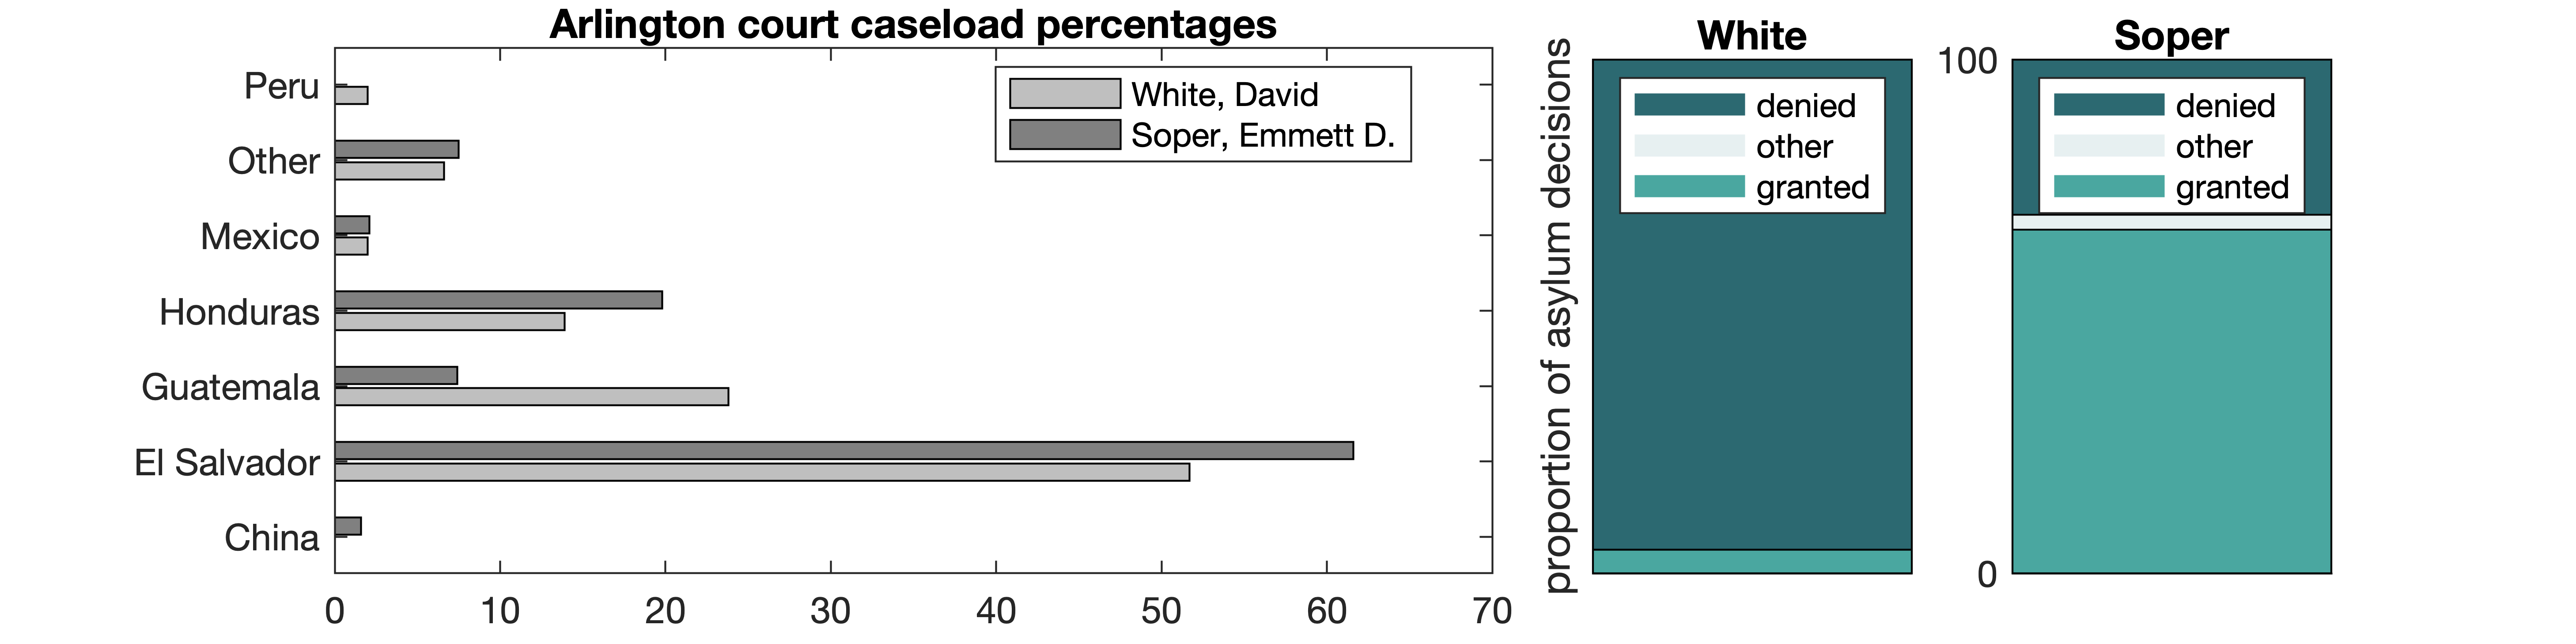 Arlington court caseload percentages
Peru
Other
Mexico
Honduras
Guatemala
El Salvador
China
0 10 20 30 40 50 60 70
White, David
Soper, Emmett D.
proportion of asylum decisions
White
denied
other
granted
Soper
100
0
denied
other
granted